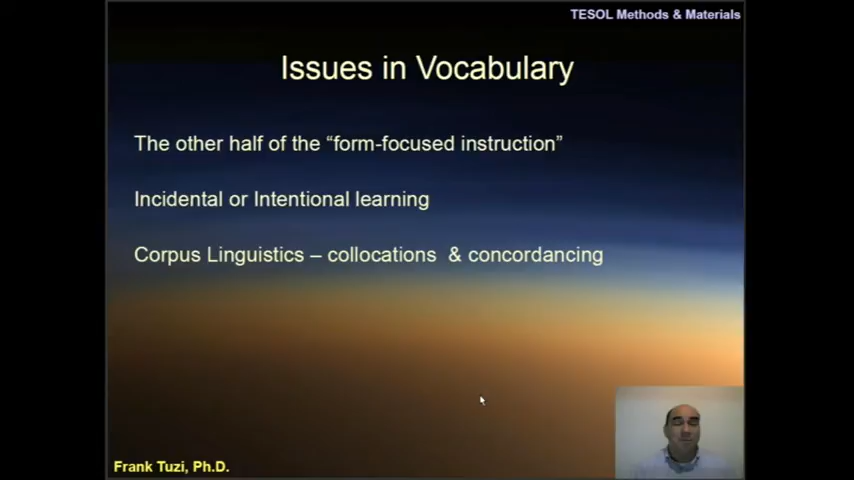 TESOL Methods & Materials
Issues in Vocabulary
The other half of the “form-focused instruction”
Incidental or Intentional learning
Corpus Linguistics – collocations & concordancing
Frank Tuzi, Ph.D.